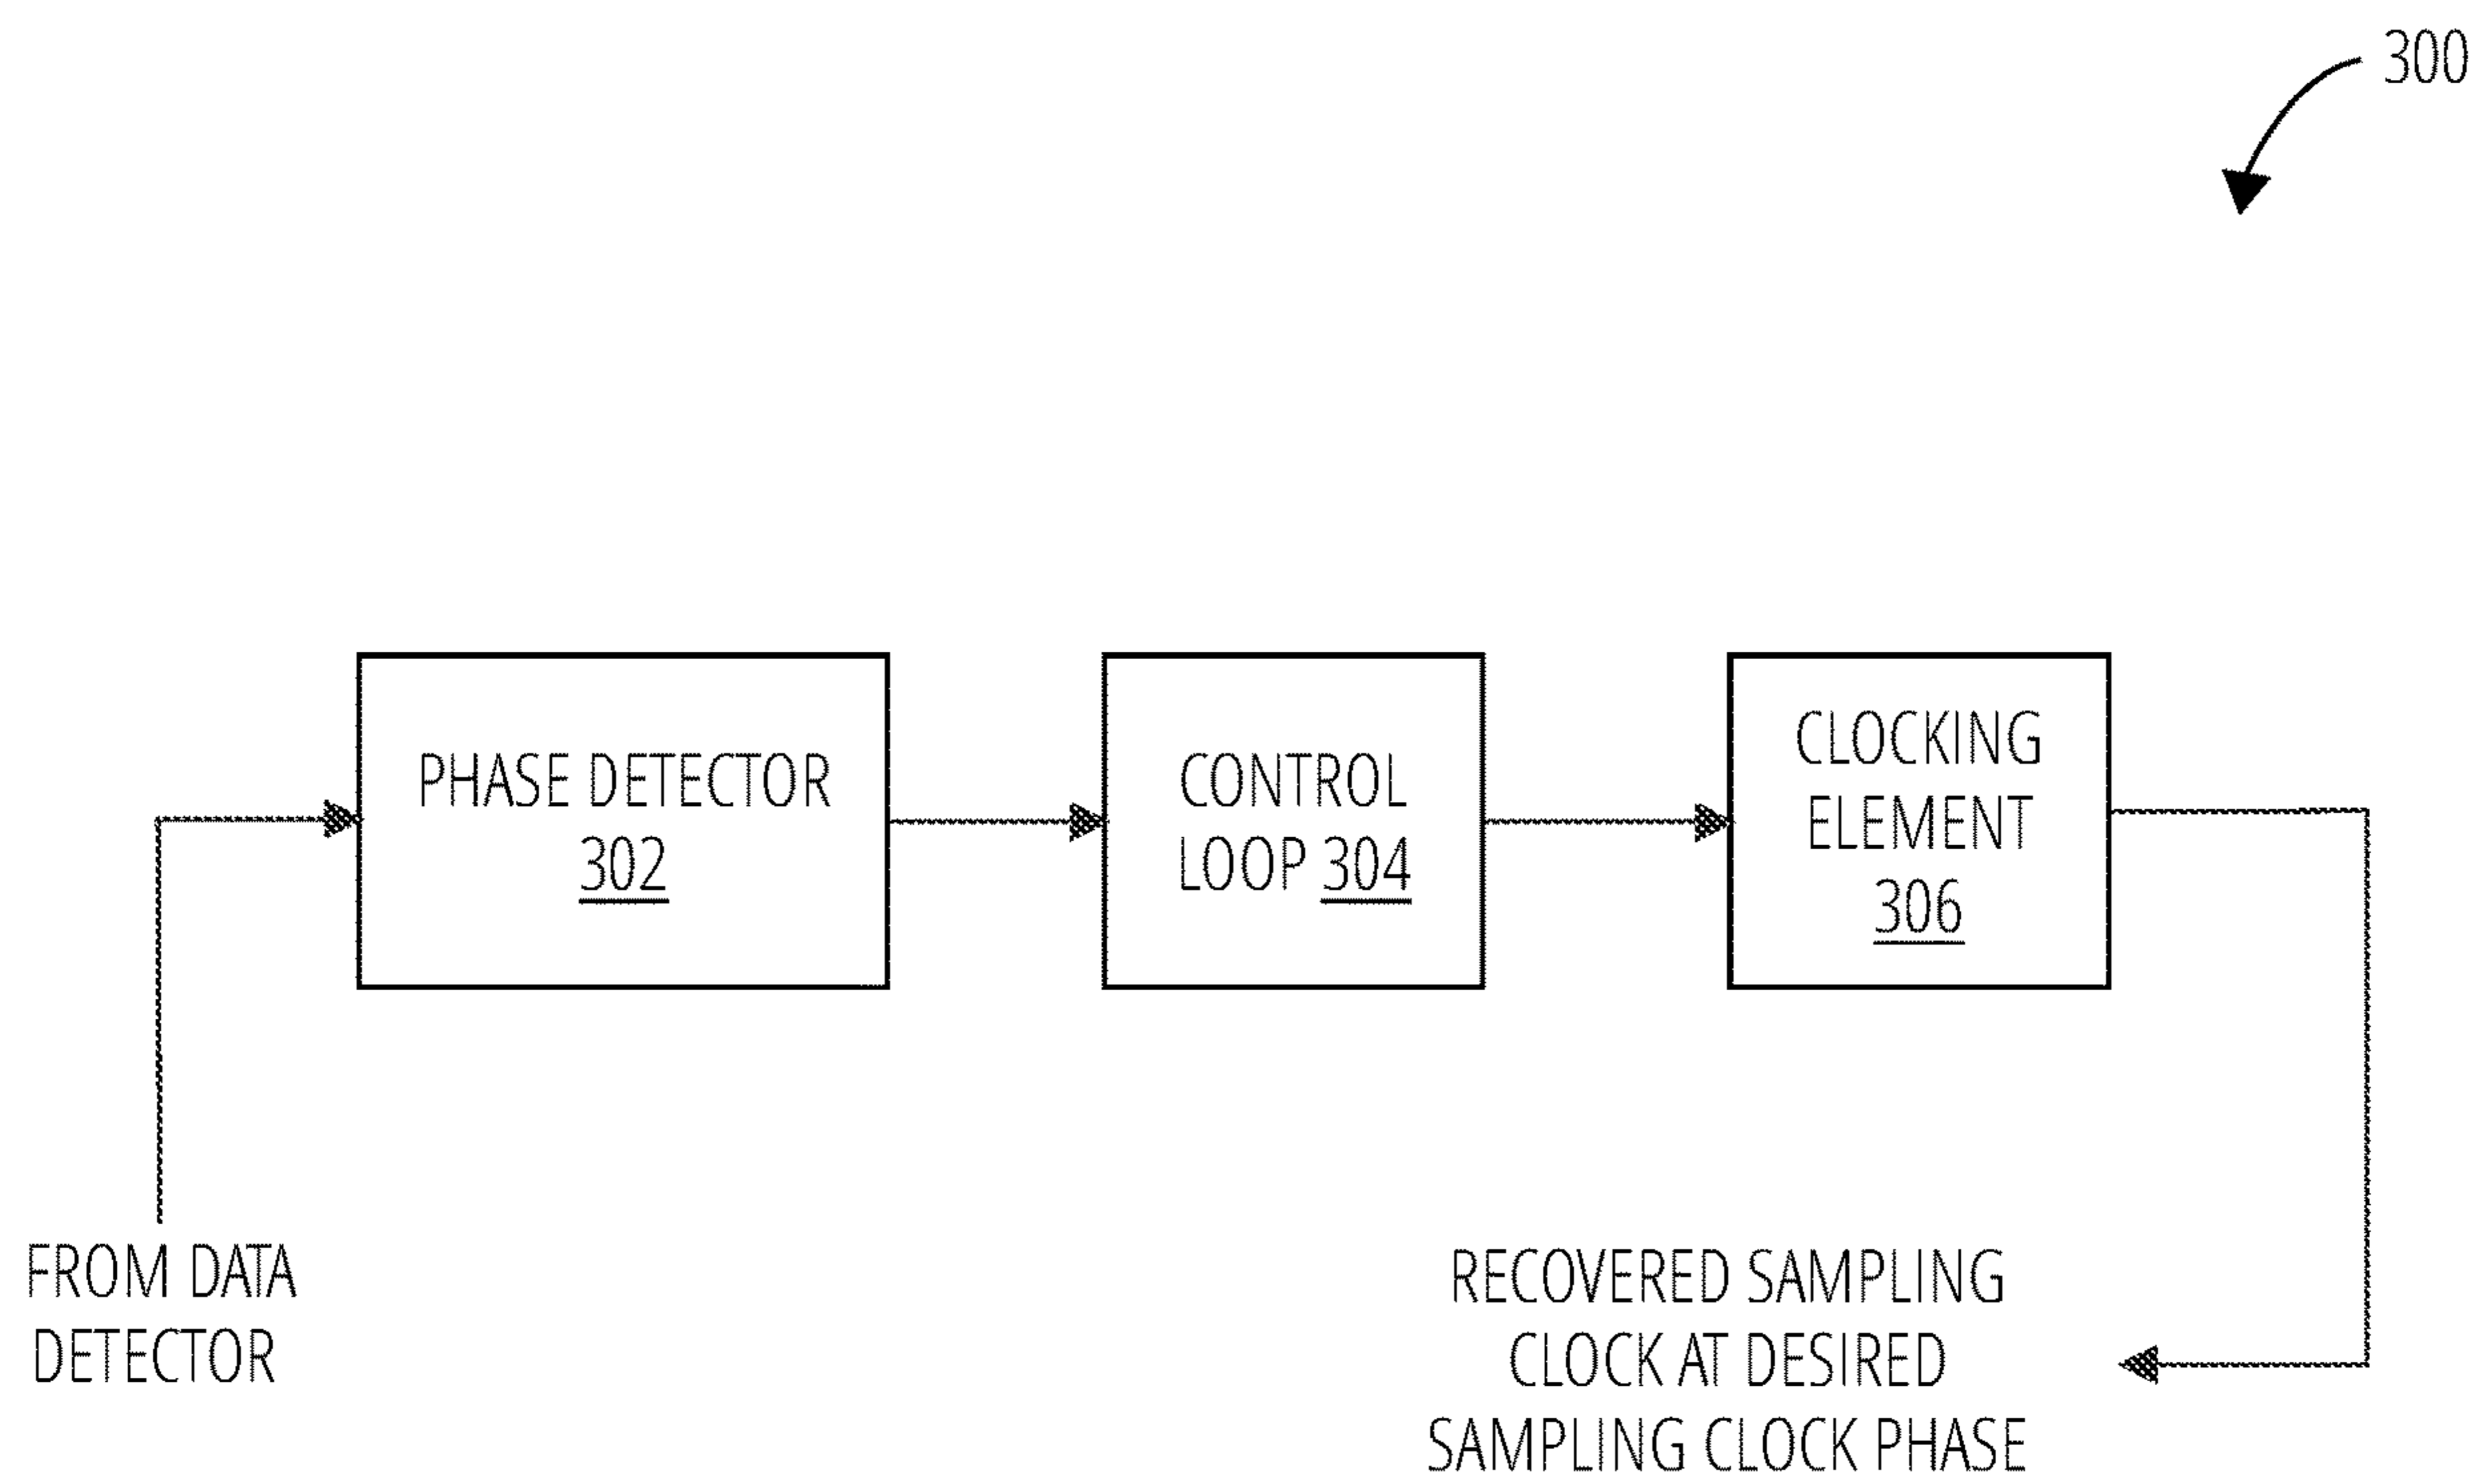 300
PHASE DETECTOR
302
CONTROL
LOOP 304
CLOCKING
ELEMENT
306
FROM DATA
DETECTOR
RECOVERED SAMPLING
CLOCK AT DESIRED
SAMPLING CLOCK PHASE